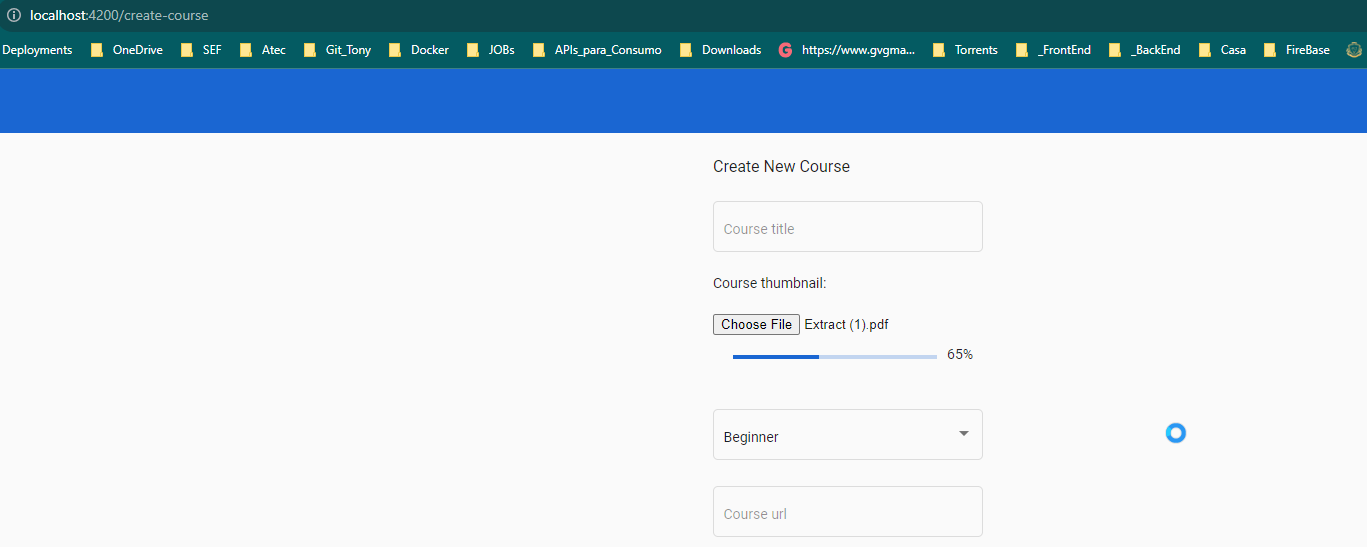 localhost:4200/create-course
Deployments OneDrive SEF Atec Git_Tony Docker JOBs APIs_para_Consumo Downloads G https://www.gvgma... Torrents _FrontEnd _BackEnd Casa FireBase
Create New Course
Course title
Course thumbnail:
Choose File Extract (1).pdf
65%
Beginner
Course url